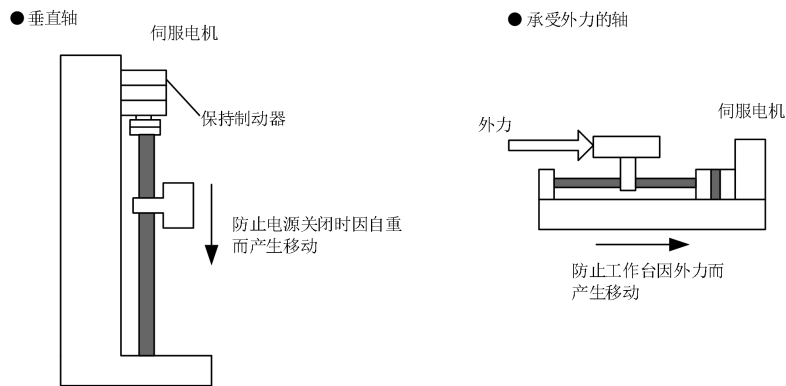 ● 垂直轴
伺服电机
保持制动器
防止电源关闭时因自重
而产生移动
● 承受外力的轴
伺服电机
外力
防止工作台因外力而
产生移动